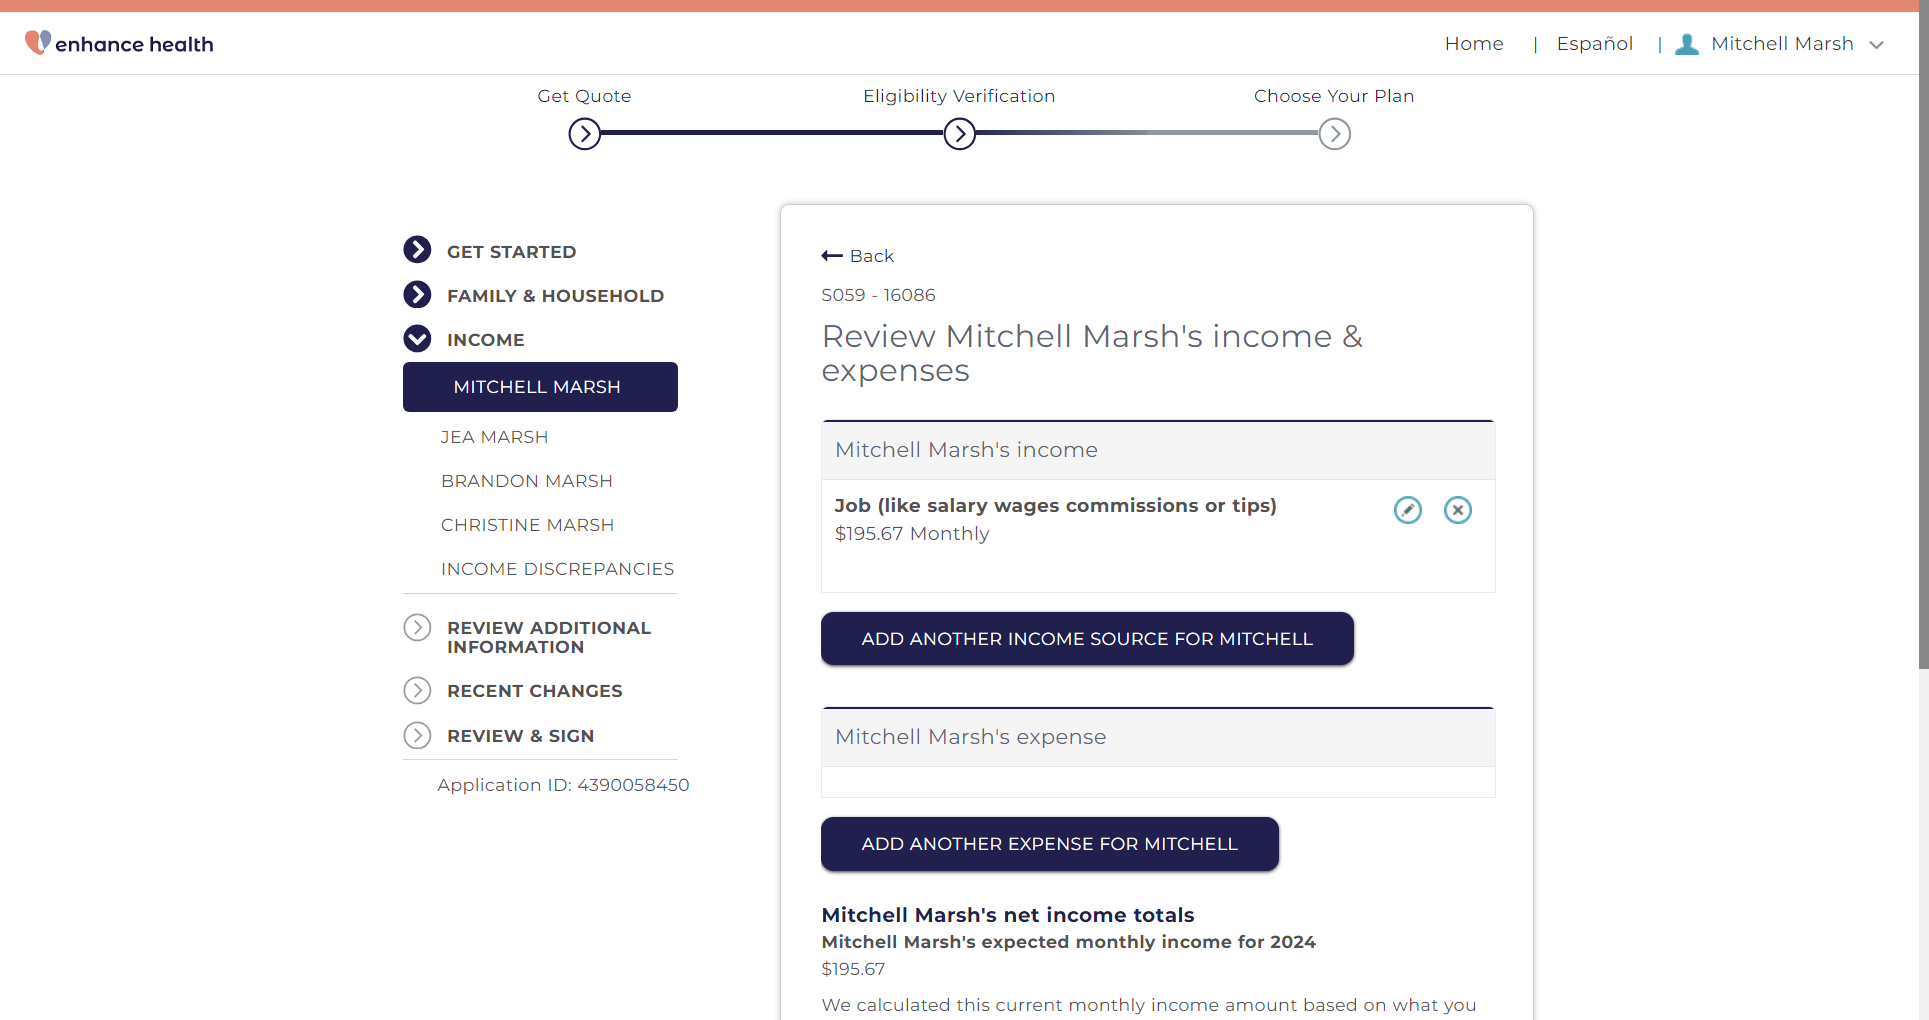 enhance health
Home | Español | Mitchell Marsh
Get Quote
Eligibility Verification
Choose Your Plan
GET STARTED
FAMILY & HOUSEHOLD
INCOME
MITCHELL MARSH
JEA MARSH
BRANDON MARSH
CHRISTINE MARSH
INCOME DISCREPANCIES
REVIEW ADDITIONAL
INFORMATION
RECENT CHANGES
REVIEW & SIGN
Application ID: 4390058450
Back
S059 - 16086
Review Mitchell Marsh's income &
expenses
Mitchell Marsh's income
Job (like salary wages commissions or tips)
$195.67 Monthly
ADD ANOTHER INCOME SOURCE FOR MITCHELL
Mitchell Marsh's expense
ADD ANOTHER EXPENSE FOR MITCHELL
Mitchell Marsh's net income totals
Mitchell Marsh's expected monthly income for 2024
$195.67
We calculated this current monthly income amount based on what you